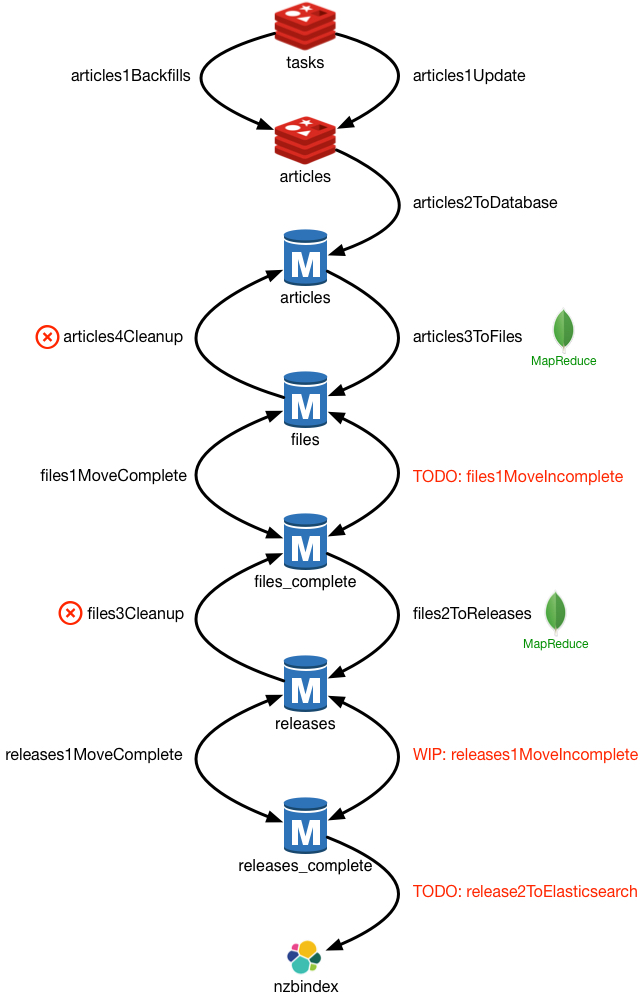 tasks
articles1Backfills
articles1Update
articles
articles2ToDatabase
M
articles
articles4Cleanup
articles3ToFiles
MapReduce
M
files
files1MoveComplete
TODO: files1MoveIncomplete
M
files_complete
files3Cleanup
files2ToReleases
MapReduce
M
releases
releases1MoveComplete
WIP: releases1MoveIncomplete
M
releases_complete
TODO: release2ToElasticsearch
nzbindex